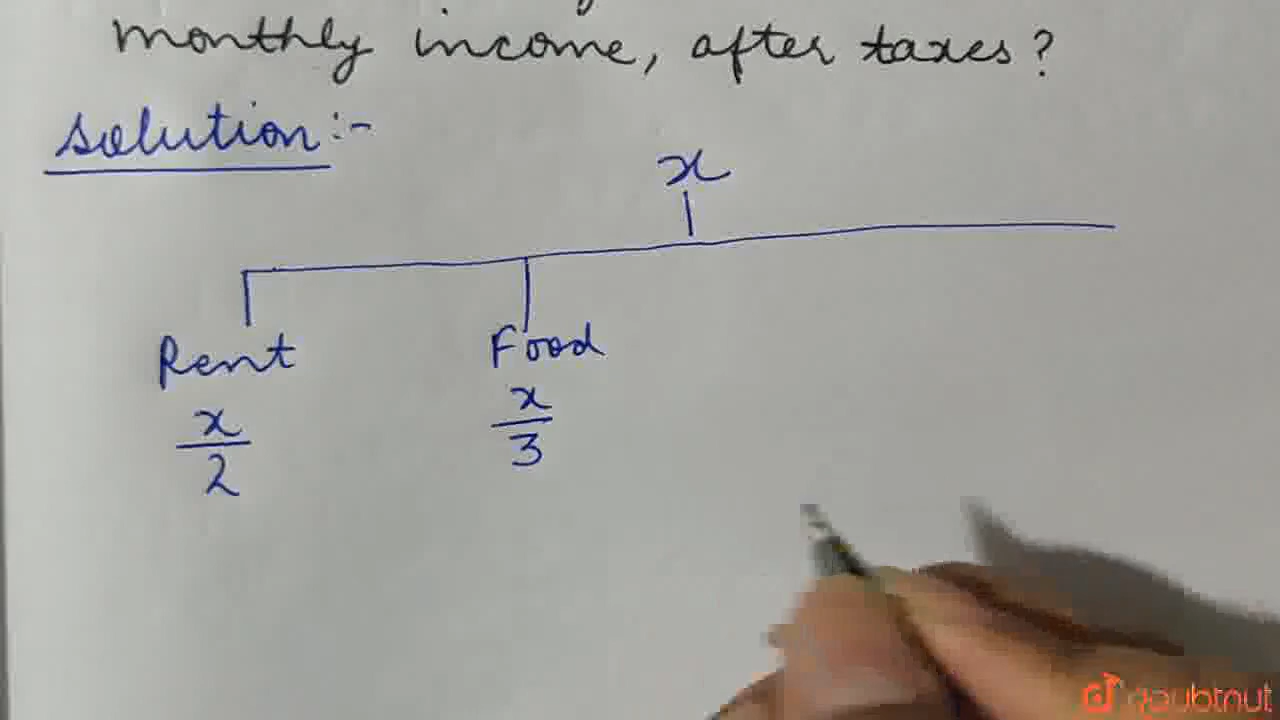 monthly income, after taxes?
Solution :-
x
Rent
Food
x/2
x/3
doubtnut